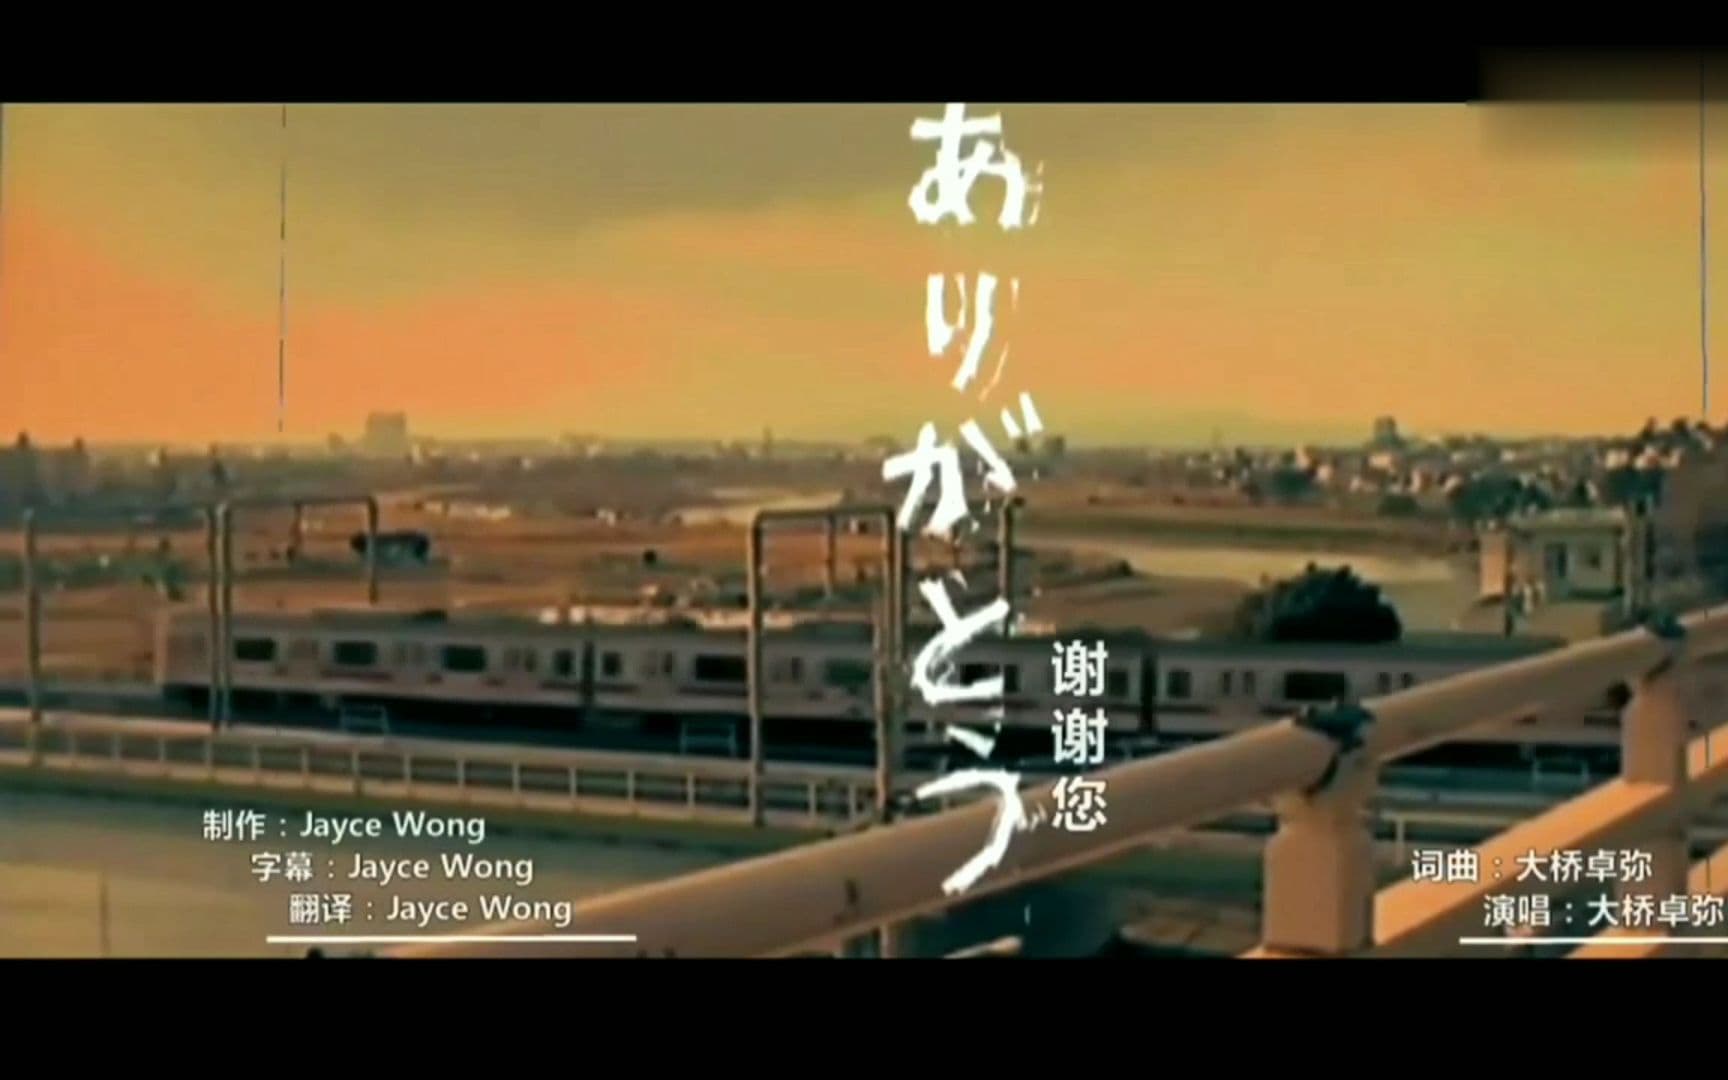 ありがとう
谢谢您
制作：Jayce Wong
字幕：Jayce Wong
翻译：Jayce Wong
词曲：大桥卓弥
演唱：大桥卓弥